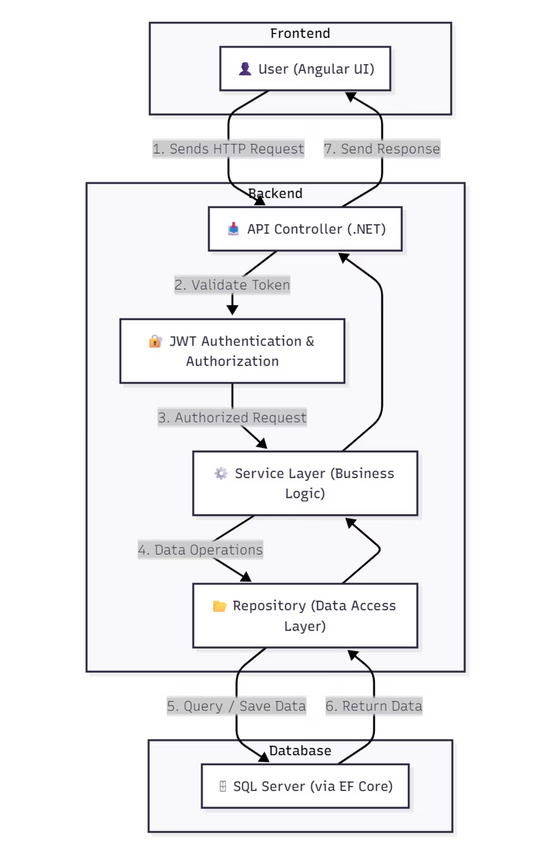 Frontend
User (Angular UI)
1. Sends HTTP Request
7. Send Response
Backend
API Controller (.NET)
2. Validate Token
JWT Authentication &
Authorization
3. Authorized Request
Service Layer (Business
Logic)
4. Data Operations
Repository (Data Access
Layer)
5. Query / Save Data
6. Return Data
Database
SQL Server (via EF Core)